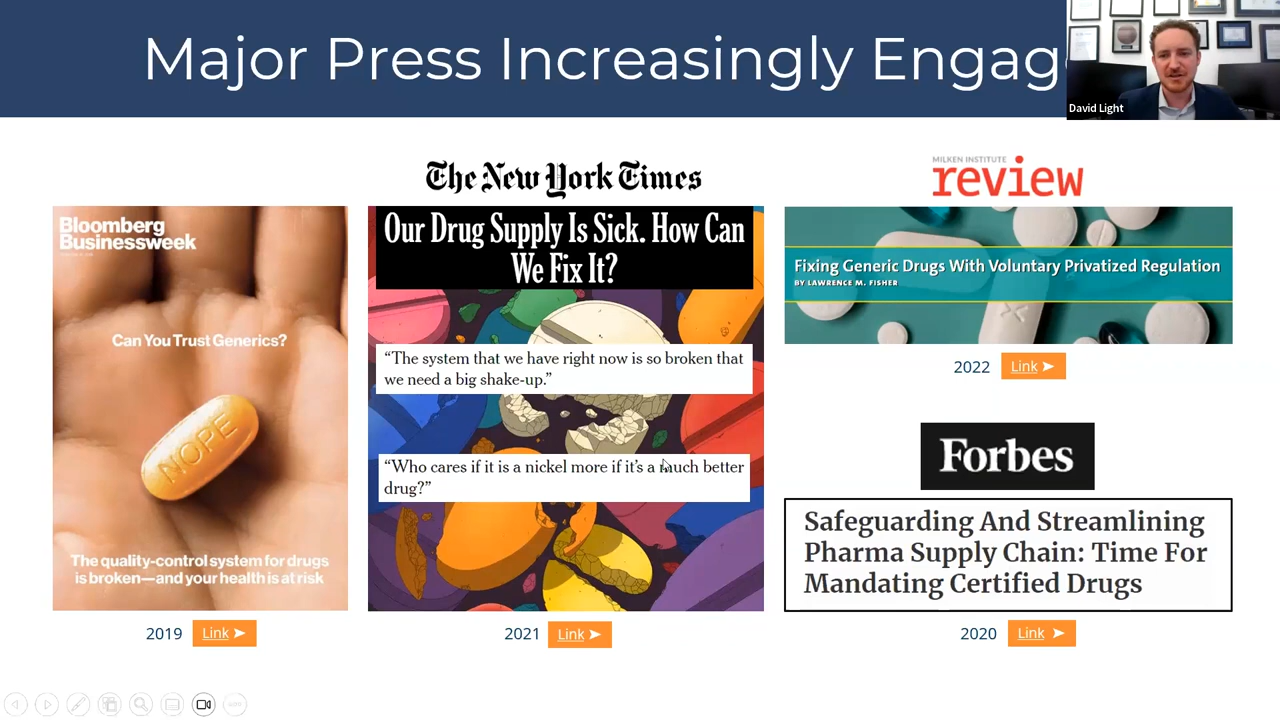 Major Press Increasingly Engag
David Light
Bloomberg
Businessweek
Can You Trust Generics?
NOPE
The quality-control system for drugs
is broken—and your health is at risk
2019 Link
The New York Times
Our Drug Supply Is Sick. How Can
We Fix It?
“The system that we have right now is so broken that
we need a big shake-up.”
“Who cares if it is a nickel more if it’s a much better
drug?”
2021 Link
MILKEN INSTITUTE
review
Fixing Generic Drugs With Voluntary Privatized Regulation
BY LAWRENCE M. FISHER
2022 Link
Forbes
Safeguarding And Streamlining
Pharma Supply Chain: Time For
Mandating Certified Drugs
2020 Link